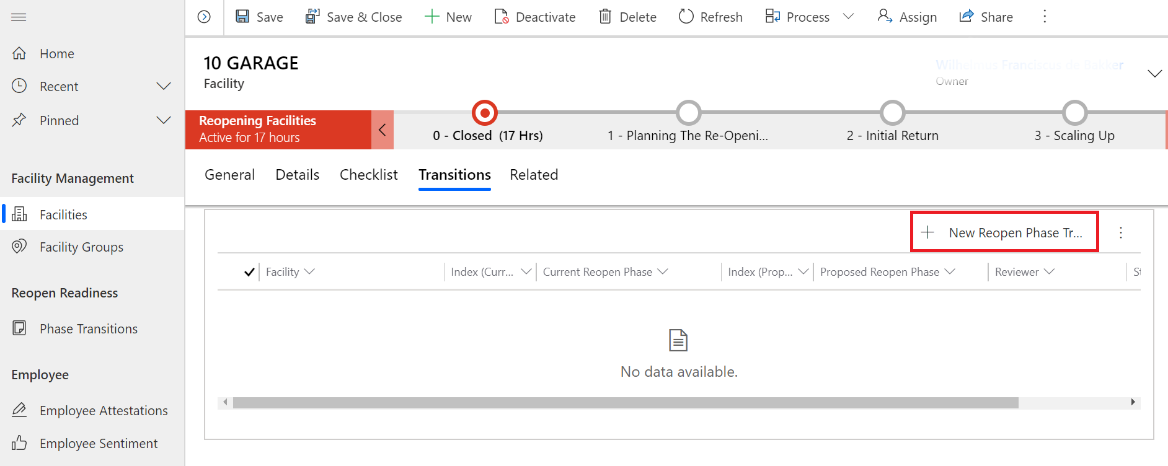 Save
Save & Close
New
Deactivate
Delete
Refresh
Process
Assign
Share
Home
Recent
Pinned
Facility Management
Facilities
Facility Groups
Reopen Readiness
Phase Transitions
Employee
Employee Attestations
Employee Sentiment
10 GARAGE
Facility
Owner
Reopening Facilities
Active for 17 hours
0 - Closed (17 Hrs)
1 - Planning The Re-Openi...
2 - Initial Return
3 - Scaling Up
General
Details
Checklist
Transitions
Related
New Reopen Phase Tr...
Facility
Index (Curr...
Current Reopen Phase
Index (Prop...
Proposed Reopen Phase
Reviewer
St
No data available.